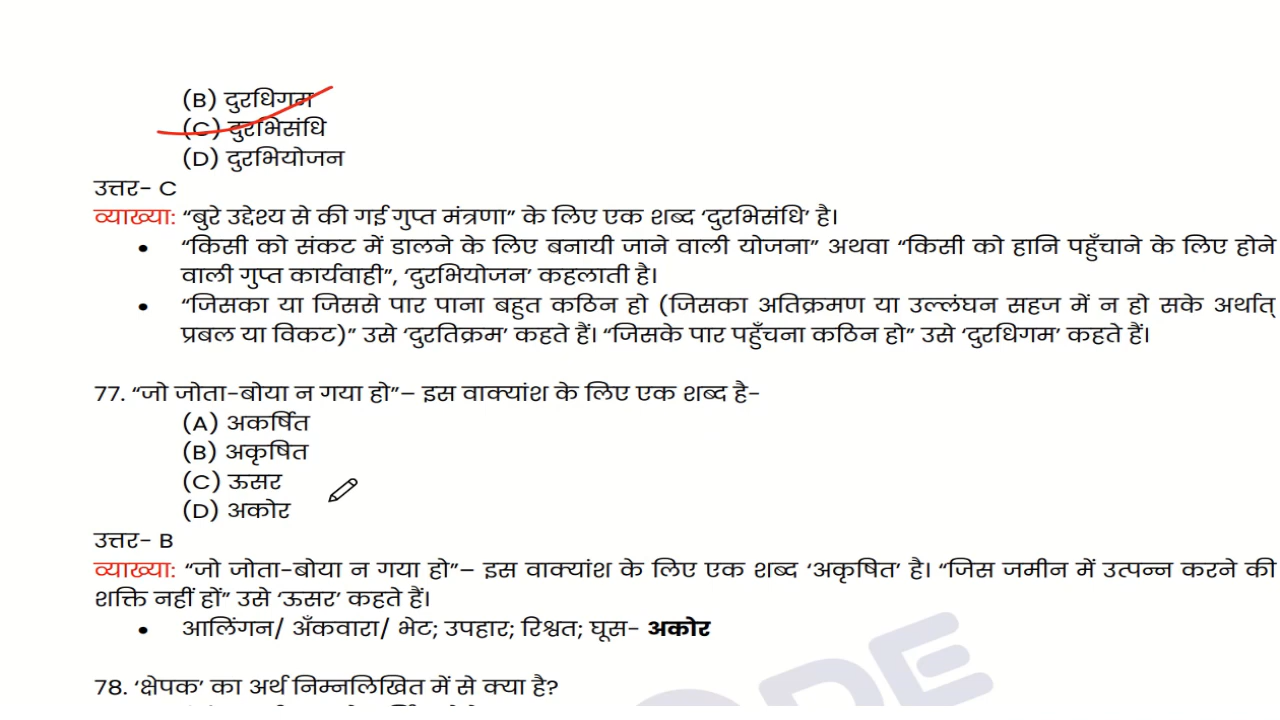 (B) दुरधिगम
(C) दुरभिसंधि
(D) दुरभियोजन
उत्तर- C
व्याख्या: “बुरे उद्देश्य से की गई गुप्त मंत्रणा” के लिए एक शब्द ‘दुरभिसंधि’ है।
• “किसी को संकट में डालने के लिए बनायी जाने वाली योजना” अथवा “किसी को हानि पहुँचाने के लिए होने
वाली गुप्त कार्यवाही”, ‘दुरभियोजन’ कहलाती है।
• “जिसका या जिससे पार पाना बहुत कठिन हो (जिसका अतिक्रमण या उल्लंघन सहज में न हो सके अर्थात्
प्रबल या विकट)” उसे ‘दुरतिक्रम’ कहते हैं। “जिसके पार पहुँचना कठिन हो” उसे ‘दुरधिगम’ कहते हैं।
77. “जो जोता-बोया न गया हो”– इस वाक्यांश के लिए एक शब्द है-
(A) अकर्षित
(B) अकृषित
(C) ऊसर
(D) अकोर
उत्तर- B
व्याख्या: “जो जोता-बोया न गया हो”– इस वाक्यांश के लिए एक शब्द ‘अकृषित’ है। “जिस जमीन में उत्पन्न करने की
शक्ति नहीं हों” उसे ‘ऊसर’ कहते हैं।
• आलिंगन/ अँकवारा/ भेट; उपहार; रिश्वत; घूस- अकोर
78. ‘क्षेपक’ का अर्थ निम्नलिखित में से क्या है?